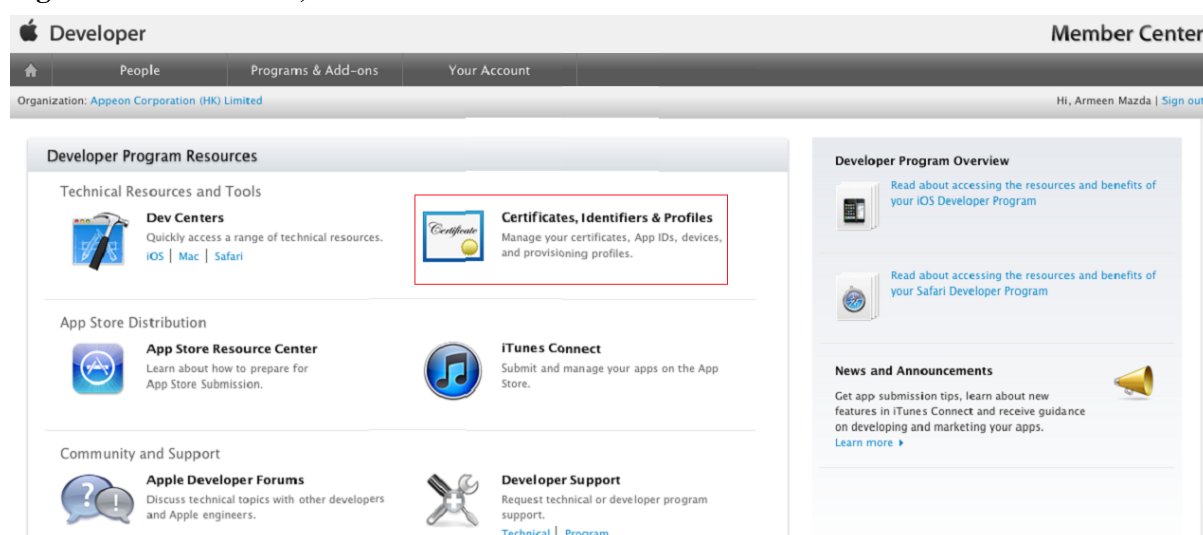 Developer
Member Center
People
Programs & Add-ons
Your Account
Organization: Appeon Corporation (HK) Limited
Hi, Armeen Mazda | Sign out
Developer Program Resources
Technical Resources and Tools
Dev Centers
Quickly access a range of technical resources.
iOS | Mac | Safari
Certificate
Certificates, Identifiers & Profiles
Manage your certificates, App IDs, devices,
and provisioning profiles.
App Store Distribution
App Store Resource Center
Learn about how to prepare for
App Store Submission.
iTunes Connect
Submit and manage your apps on the App
Store.
Community and Support
Apple Developer Forums
Discuss technical topics with other developers
and Apple engineers.
Developer Support
Request technical or developer program
support.
Technical | Program
Developer Program Overview
Read about accessing the resources and benefits of
your iOS Developer Program
Read about accessing the resources and benefits of
your Safari Developer Program
News and Announcements
Get app submission tips, learn about new
features in iTunes Connect and receive guidance
on developing and marketing your apps.
Learn more